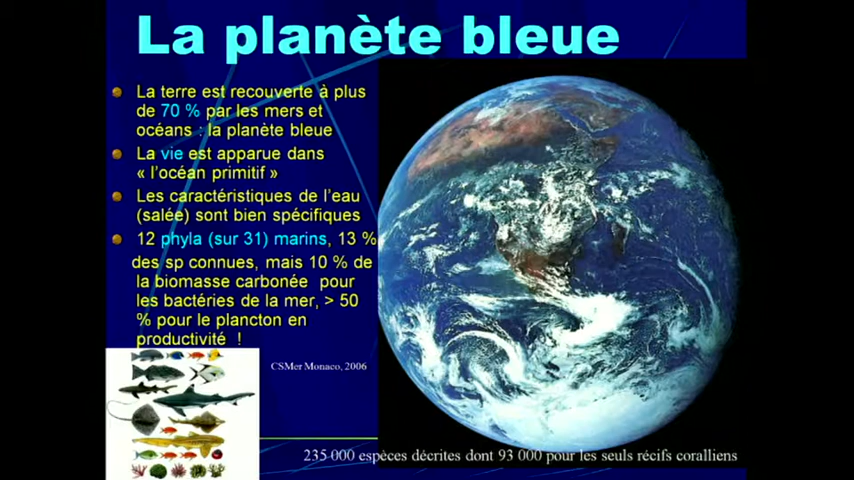 La planète bleue
La terre est recouverte à plus
de 70 % par les mers et
océans : la planète bleue
La vie est apparue dans
« l'océan primitif »
Les caractéristiques de l'eau
(salée) sont bien spécifiques
12 phyla (sur 31) marins, 13 %
des sp connues, mais 10 % de
la biomasse carbonée pour
les bactéries de la mer, > 50
% pour le plancton en
productivité !
CSMer Monaco, 2006
235 000 espèces décrites dont 93 000 pour les seuls récifs coralliens